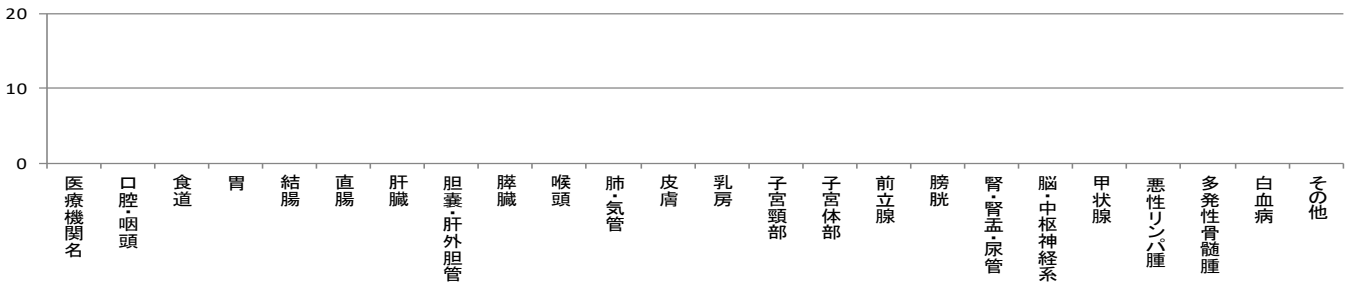 20
10
0
医療機関名
口腔・咽頭
食道
胃
結腸
直腸
肝臓
胆嚢・肝外胆管
膵臓
喉頭
肺・気管
皮膚
乳房
子宮頸部
子宮体部
前立腺
膀胱
腎・腎盂・尿管
脳・中枢神経系
甲状腺
悪性リンパ腫
多発性骨髄腫
白血病
その他